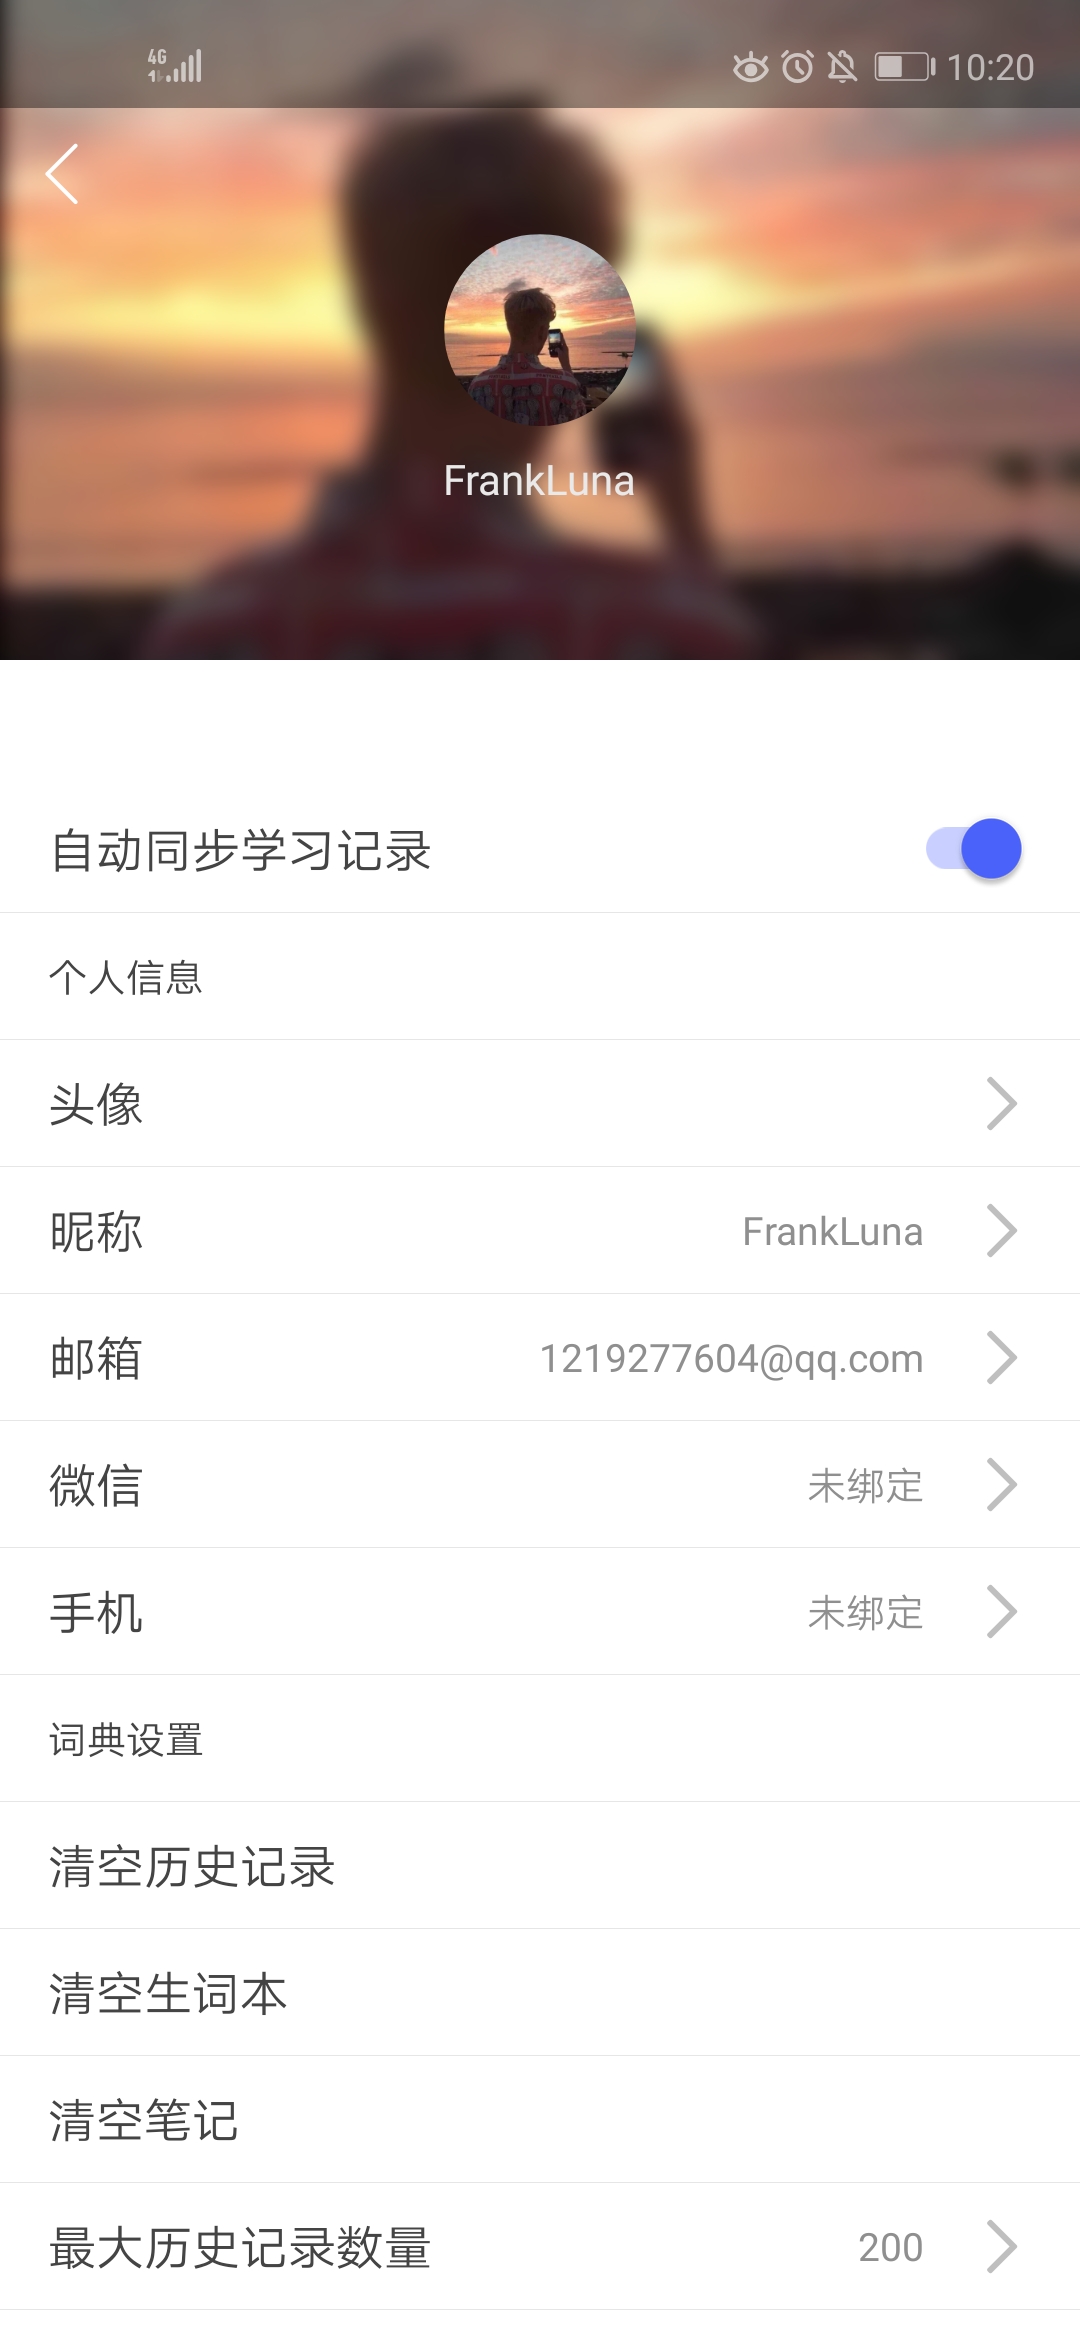 4G
10:20
FrankLuna
自动同步学习记录
个人信息
头像
昵称 FrankLuna
邮箱 1219277604@qq.com
微信 未绑定
手机 未绑定
词典设置
清空历史记录
清空生词本
清空笔记
最大历史记录数量 200